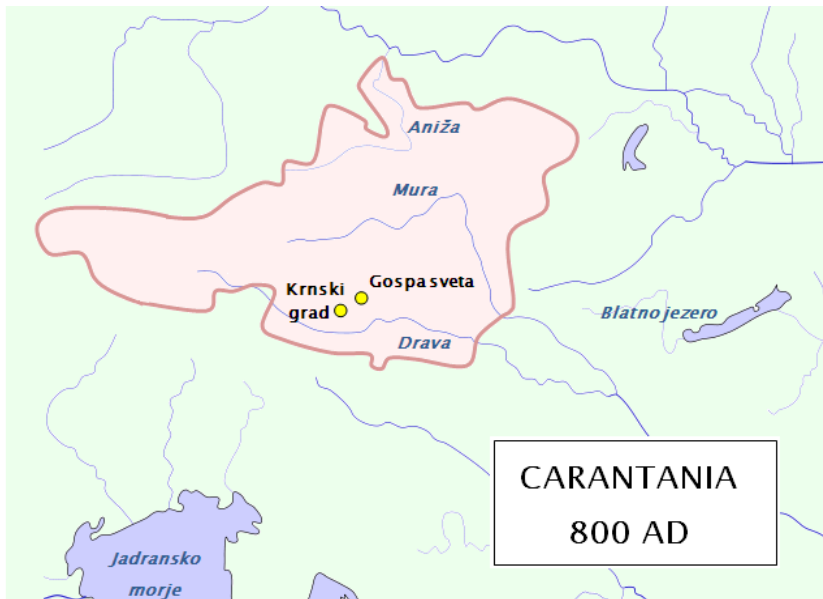 Aniža
Mura
Gospa sveta
Krnski
grad
Blatno jezero
Drava
CARANTANIA
800 AD
Jadransko
morje